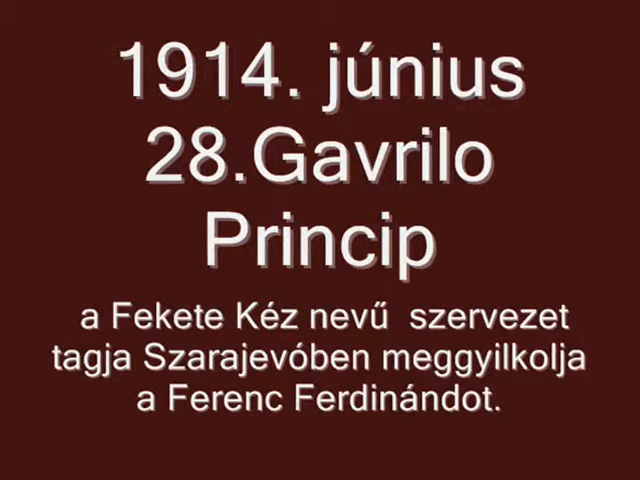 1914. június
28.Gavrilo
Princip
a Fekete Kéz nevű szervezet
tagja Szarajevóben meggyilkolja
a Ferenc Ferdinándot.